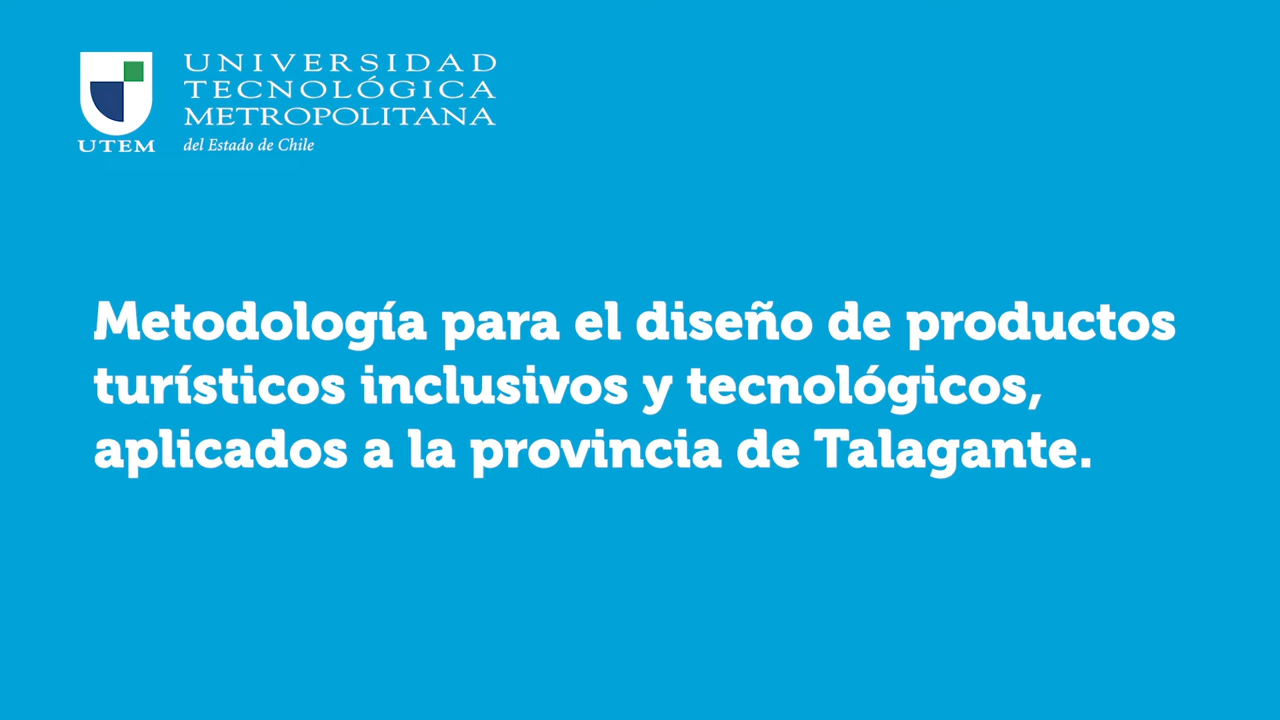 UTEM
UNIVERSIDAD
TECNOLÓGICA
METROPOLITANA
del Estado de Chile
Metodología para el diseño de productos
turísticos inclusivos y tecnológicos,
aplicados a la provincia de Talagante.